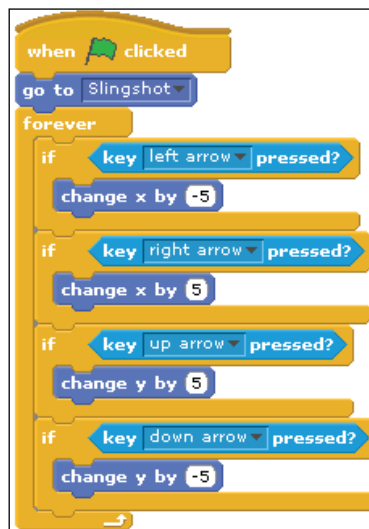 when clicked
go to Slingshot
forever
if key left arrow pressed?
change x by -5
if key right arrow pressed?
change x by 5
if key up arrow pressed?
change y by 5
if key down arrow pressed?
change y by -5